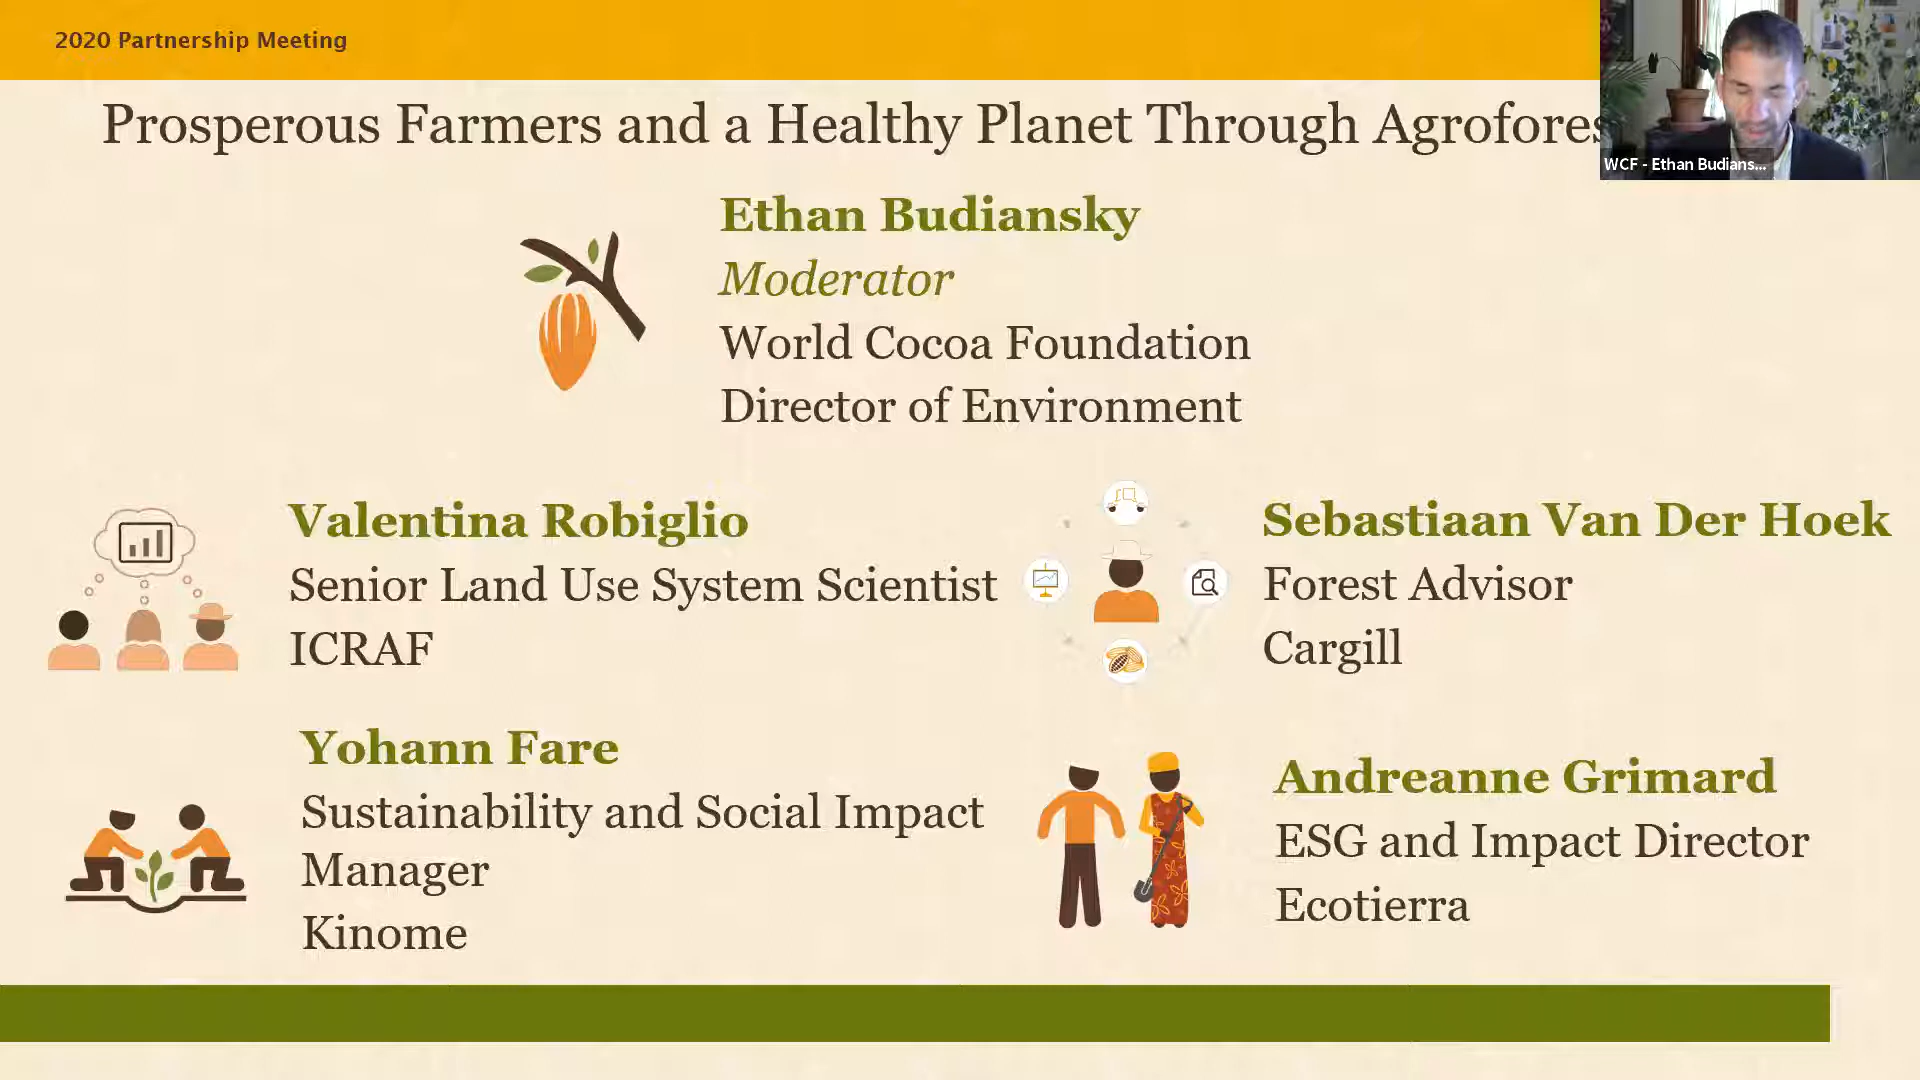 2020 Partnership Meeting
Prosperous Farmers and a Healthy Planet Through
WCF - Ethan Budians...
Ethan Budiansky
Moderator
World Cocoa Foundation
Director of Environment
Valentina Robiglio
Senior Land Use System Scientist
ICRAF
Sebastiaan Van Der Hoek
Forest Advisor
Cargill
Yohann Fare
Sustainability and Social Impact
Manager
Kinome
Andreanne Grimard
ESG and Impact Director
Ecotierra